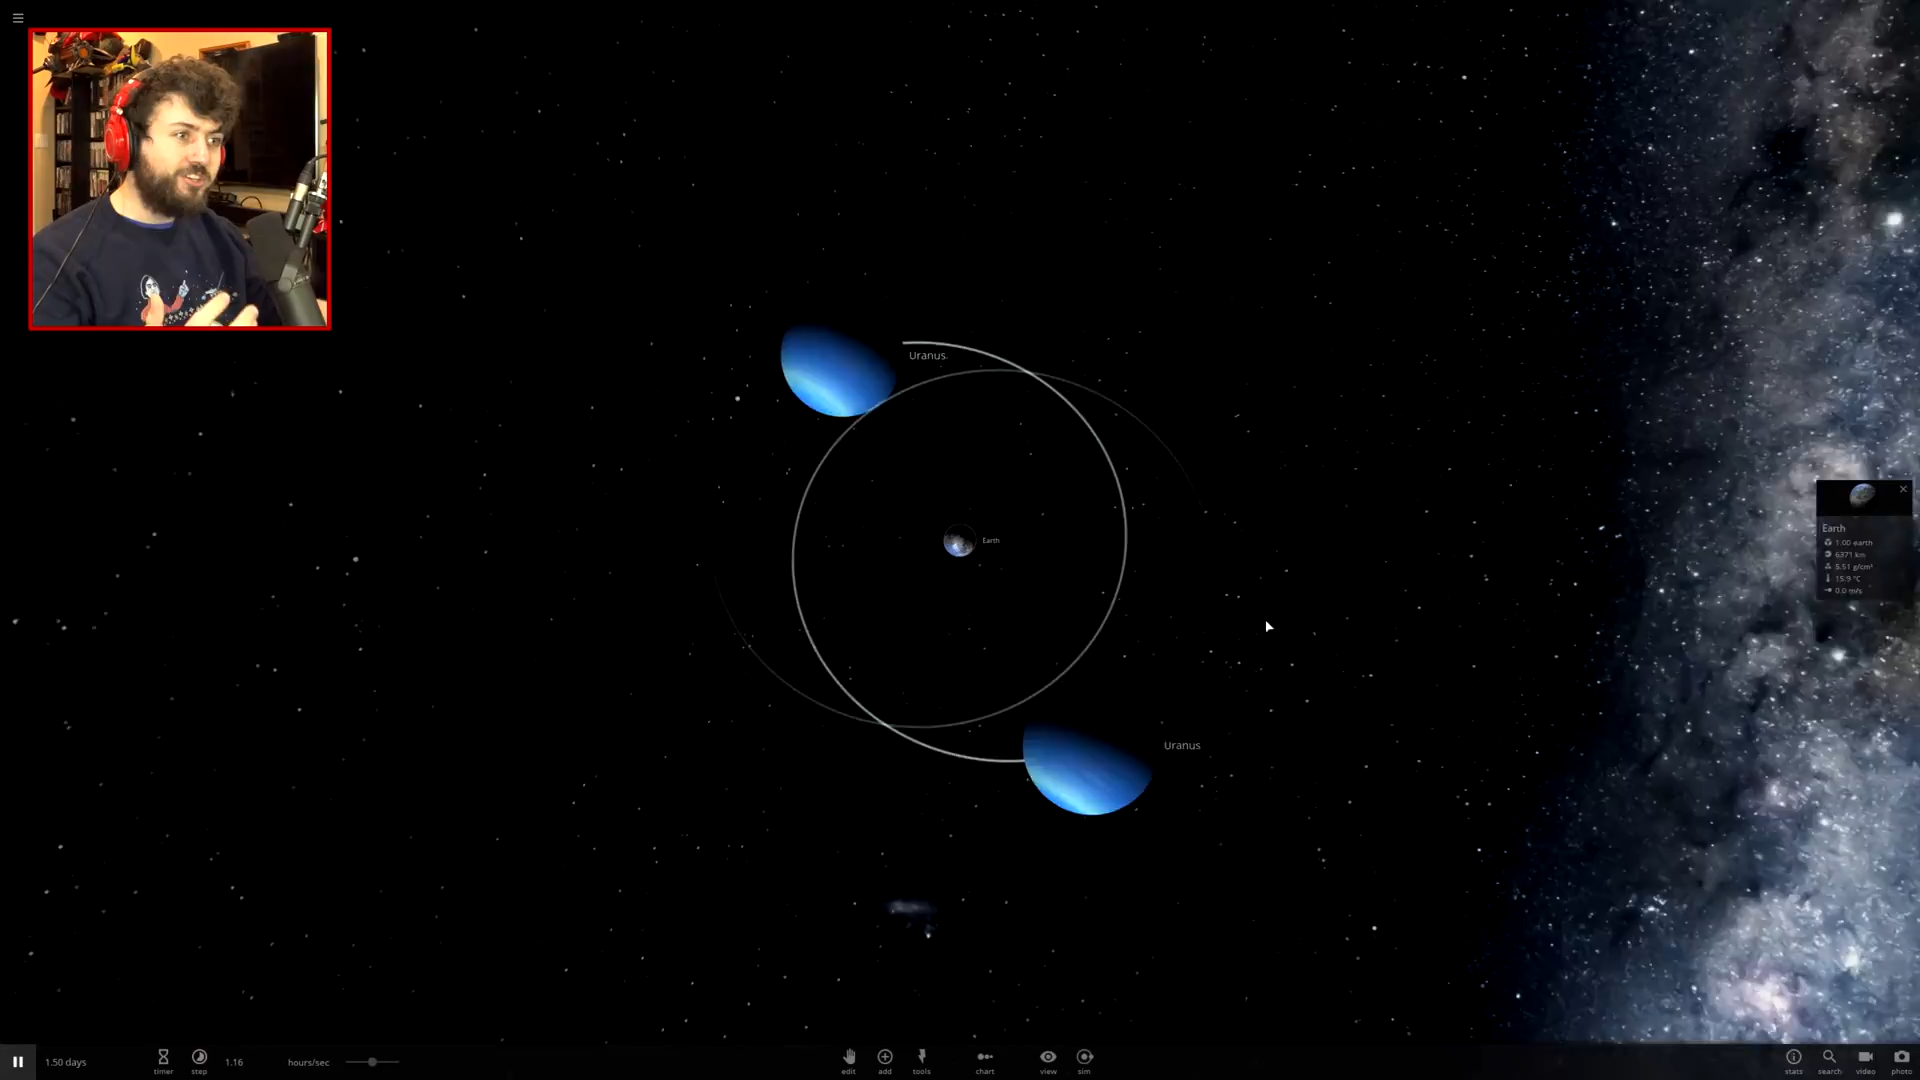 Uranus
Earth
Uranus
Earth
1.00 earth
6371 km
5.51 g/cm³
15.9 °C
0.0 m/s
1.50 days
timer
step
1.16
hours/sec
edit
add
tools
chart
view
sim
stats
search
video
photo